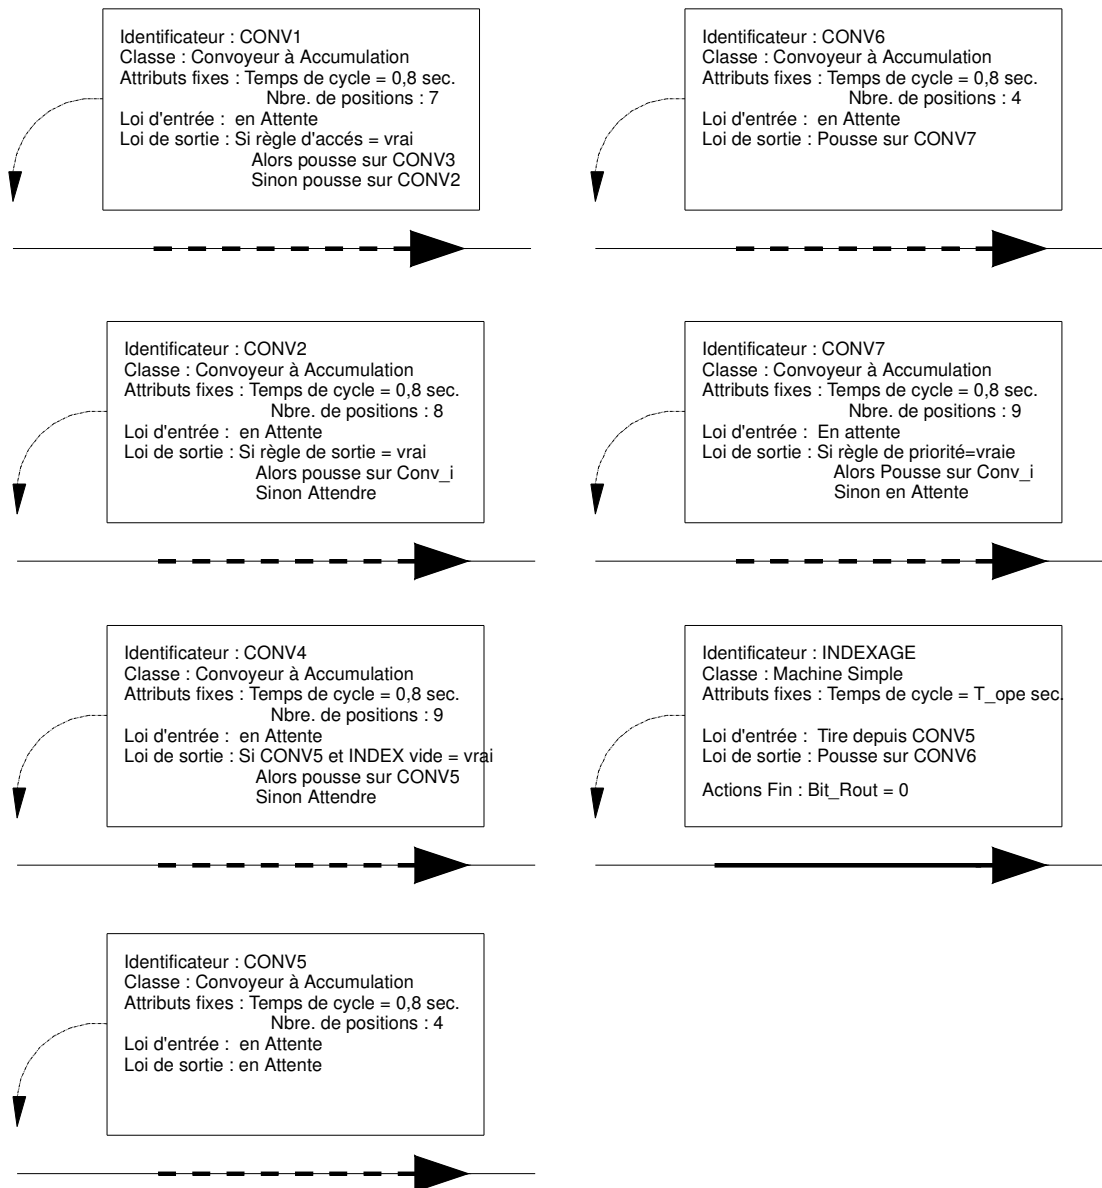 Identificateur : CONV1
Classe : Convoyeur à Accumulation
Attributs fixes : Temps de cycle = 0,8 sec.
Nbre. de positions : 7
Loi d'entrée : en Attente
Loi de sortie : Si règle d'accés = vrai
Alors pousse sur CONV3
Sinon pousse sur CONV2
Identificateur : CONV6
Classe : Convoyeur à Accumulation
Attributs fixes : Temps de cycle = 0,8 sec.
Nbre. de positions : 4
Loi d'entrée : en Attente
Loi de sortie : Pousse sur CONV7
Identificateur : CONV2
Classe : Convoyeur à Accumulation
Attributs fixes : Temps de cycle = 0,8 sec.
Nbre. de positions : 8
Loi d'entrée : en Attente
Loi de sortie : Si règle de sortie = vrai
Alors pousse sur Conv_i
Sinon Attendre
Identificateur : CONV7
Classe : Convoyeur à Accumulation
Attributs fixes : Temps de cycle = 0,8 sec.
Nbre. de positions : 9
Loi d'entrée : En attente
Loi de sortie : Si règle de priorité=vraie
Alors Pousse sur Conv_i
Sinon en Attente
Identificateur : CONV4
Classe : Convoyeur à Accumulation
Attributs fixes : Temps de cycle = 0,8 sec.
Nbre. de positions : 9
Loi d'entrée : en Attente
Loi de sortie : Si CONV5 et INDEX vide = vrai
Alors pousse sur CONV5
Sinon Attendre
Identificateur : INDEXAGE
Classe : Machine Simple
Attributs fixes : Temps de cycle = T_ope sec.
Loi d'entrée : Tire depuis CONV5
Loi de sortie : Pousse sur CONV6
Actions Fin : Bit_Rout = 0
Identificateur : CONV5
Classe : Convoyeur à Accumulation
Attributs fixes : Temps de cycle = 0,8 sec.
Nbre. de positions : 4
Loi d'entrée : en Attente
Loi de sortie : en Attente